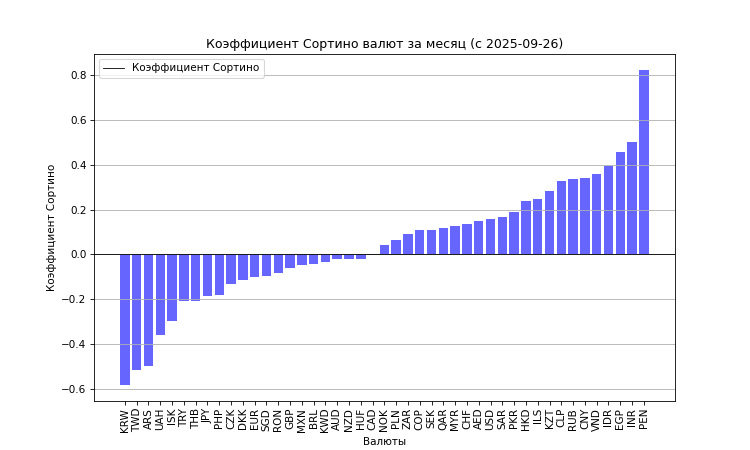 Коэффициент Сортино валют за месяц (с 2025-09-26)
Коэффициент Сортино
Коэффициент Сортино
0.8
0.6
0.4
0.2
0.0
−0.2
−0.4
−0.6
KRW
TWD
ARS
UAH
ISK
TRY
THB
JPY
PHP
CZK
DKK
EUR
SGD
RON
GBP
MXN
BRL
KWD
AUD
NZD
HUF
CAD
NOK
PLN
ZAR
COP
SEK
QAR
MYR
CHF
AED
USD
SAR
PKR
HKD
ILS
KZT
CLP
RUB
CNY
VND
IDR
EGP
INR
PEN
Валюты